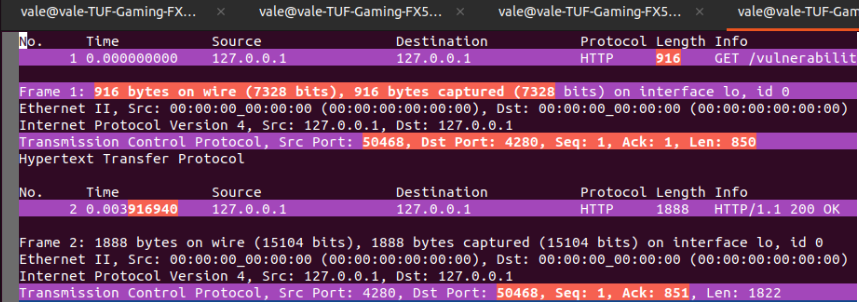 vale@vale-TUF-Gaming-FX... × vale@vale-TUF-Gaming-FX5... × vale@vale-TUF-Gaming-FX5... × vale@vale-TUF-Gam
No. Time Source Destination Protocol Length Info
1 0.000000000 127.0.0.1 127.0.0.1 HTTP 916 GET /vulnerabilit
Frame 1: 916 bytes on wire (7328 bits), 916 bytes captured (7328 bits) on interface lo, id 0
Ethernet II, Src: 00:00:00_00:00:00 (00:00:00:00:00:00), Dst: 00:00:00_00:00:00 (00:00:00:00:00:00)
Internet Protocol Version 4, Src: 127.0.0.1, Dst: 127.0.0.1
Transmission Control Protocol, Src Port: 50468, Dst Port: 4280, Seq: 1, Ack: 1, Len: 850
Hypertext Transfer Protocol
No. Time Source Destination Protocol Length Info
2 0.003916940 127.0.0.1 127.0.0.1 HTTP 1888 HTTP/1.1 200 OK
Frame 2: 1888 bytes on wire (15104 bits), 1888 bytes captured (15104 bits) on interface lo, id 0
Ethernet II, Src: 00:00:00_00:00:00 (00:00:00:00:00:00), Dst: 00:00:00_00:00:00 (00:00:00:00:00:00)
Internet Protocol Version 4, Src: 127.0.0.1, Dst: 127.0.0.1
Transmission Control Protocol, Src Port: 4280, Dst Port: 50468, Seq: 1, Ack: 851, Len: 1822